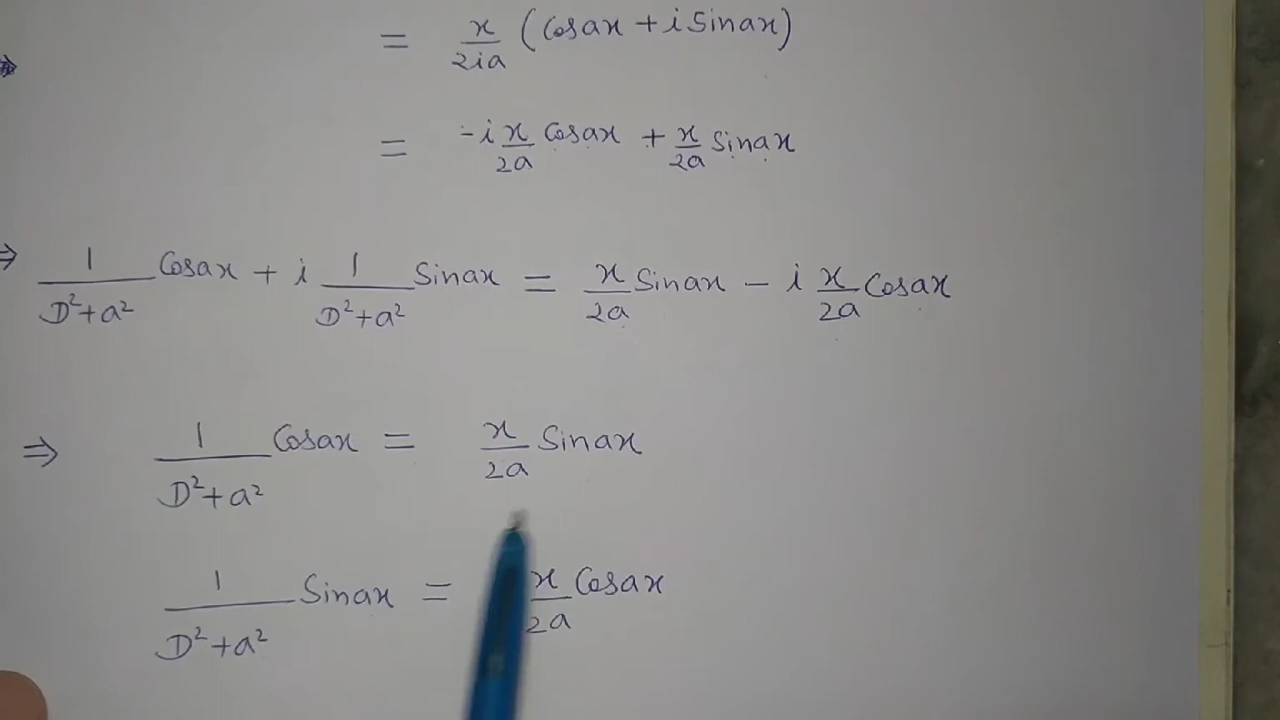 = x/2ia (Cosax + i Sinax)
⇒
= -i x/2a Cosax + x/2a Sinax
⇒ 1/D²+a² Cosax + i 1/D²+a² Sinax = x/2a Sinax - i x/2a Cosax
⇒ 1/D²+a² Cosax = x/2a Sinax
1/D²+a² Sinax = x/2a Cosax